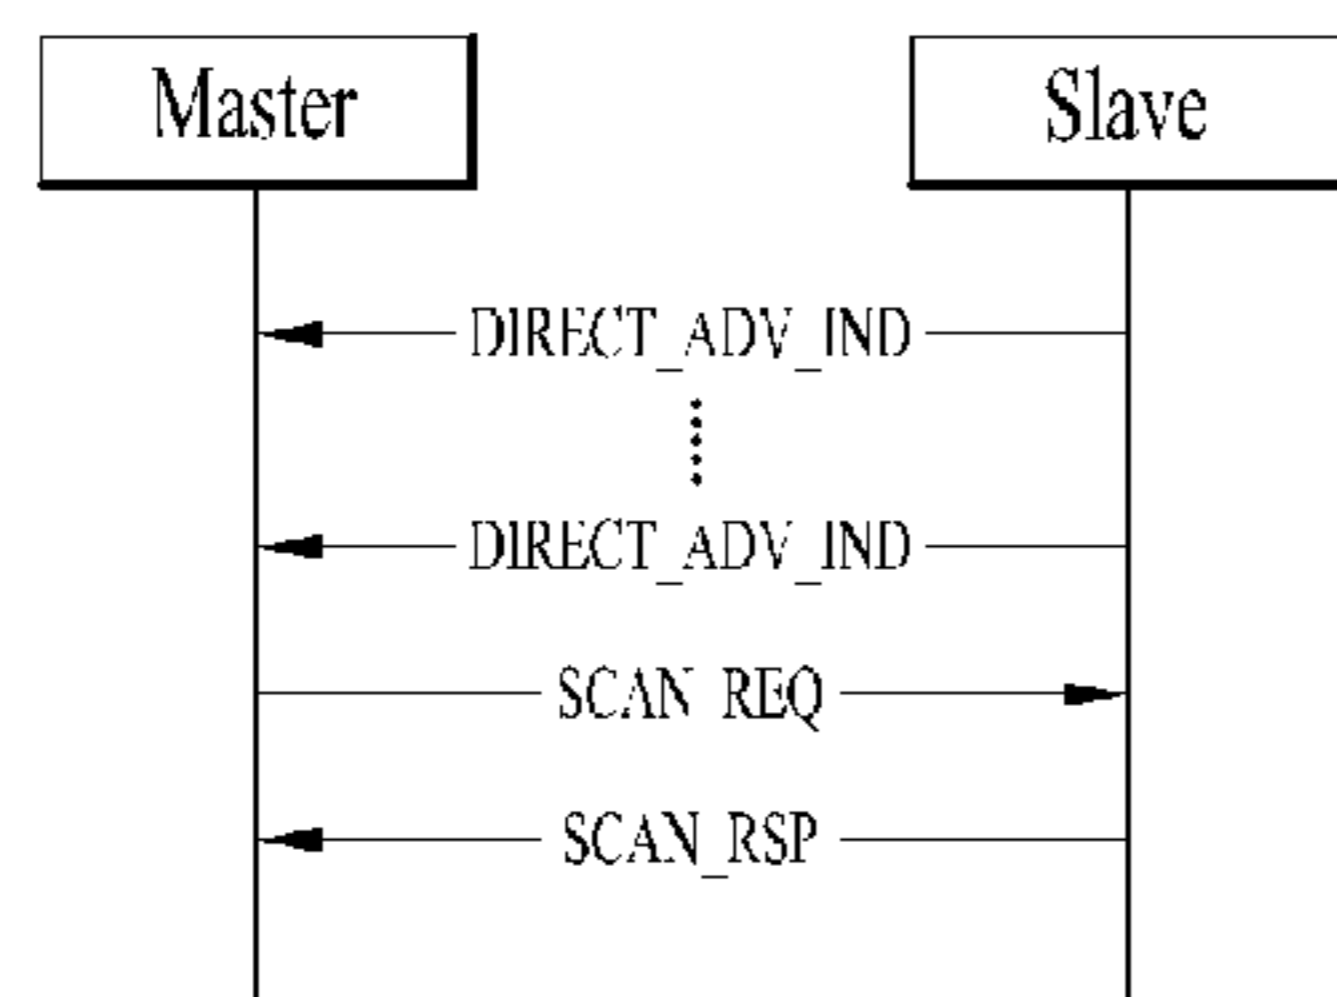 Master
Slave
DIRECT_ADV_IND
DIRECT_ADV_IND
SCAN_REQ
SCAN_RSP